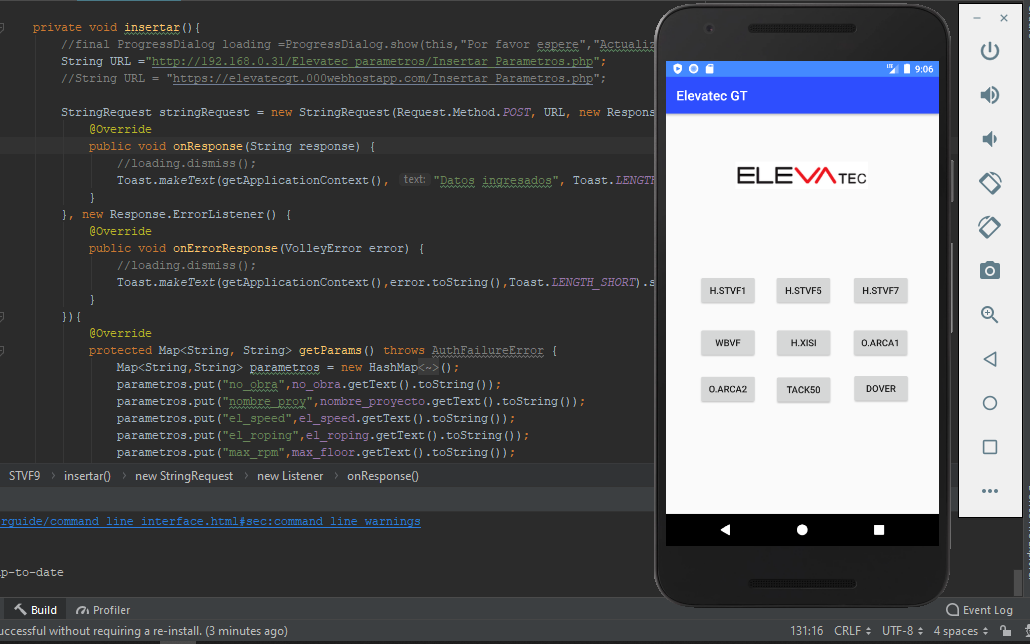 private void insertar(){
//final ProgressDialog loading =ProgressDialog.show(this,"Por favor espere","Actualiz
String URL ="http://192.168.0.31/Elevatec_parametros/Insertar_Parametros.php";
//String URL = "https://elevatecgt.000webhostapp.com/Insertar_Parametros.php";
StringRequest stringRequest = new StringRequest(Request.Method.POST, URL, new Respons
@Override
public void onResponse(String response) {
//loading.dismiss();
Toast.makeText(getApplicationContext(), text: "Datos ingresados", Toast.LENGTH
}
}, new Response.ErrorListener() {
@Override
public void onErrorResponse(VolleyError error) {
//loading.dismiss();
Toast.makeText(getApplicationContext(),error.toString(),Toast.LENGTH_SHORT).s
}
}){
@Override
protected Map<String, String> getParams() throws AuthFailureError {
Map<String,String> parametros = new HashMap<~>();
parametros.put("no_obra",no_obra.getText().toString());
parametros.put("nombre_proy",nombre_proyecto.getText().toString());
parametros.put("el_speed",el_speed.getText().toString());
parametros.put("el_roping",el_roping.getText().toString());
parametros.put("max_rpm",max_floor.getText().toString());
STVF9 > insertar() > new StringRequest > new Listener > onResponse()
rguide/command_line_interface.html#sec:command_line_warnings
p-to-date
Build Profiler Event Log
uccessful without requiring a re-install. (3 minutes ago) 131:16 CRLF UTF-8 4 spaces
9:06
Elevatec GT
ELEVATEC
H.STVF1 H.STVF5 H.STVF7
WBVF H.XISI O.ARCA1
O.ARCA2 TACK50 DOVER